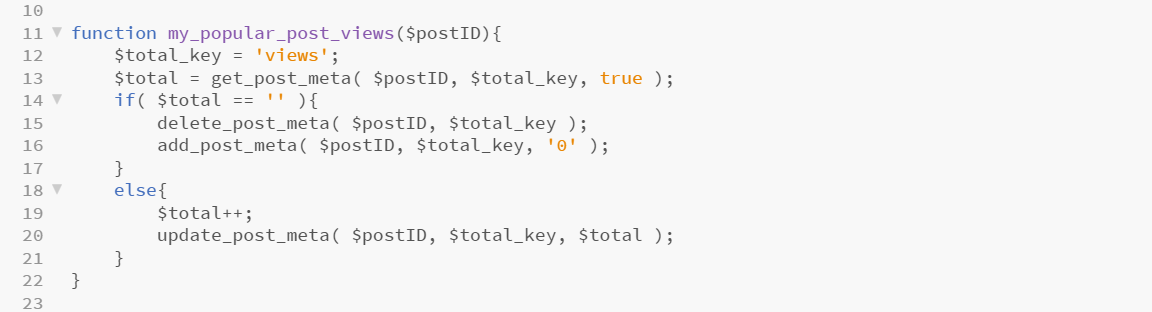 10
11 function my_popular_post_views($postID){
12     $total_key = 'views';
13     $total = get_post_meta( $postID, $total_key, true );
14     if( $total == '' ){
15         delete_post_meta( $postID, $total_key );
16         add_post_meta( $postID, $total_key, '0' );
17     }
18     else{
19         $total++;
20         update_post_meta( $postID, $total_key, $total );
21     }
22 }
23